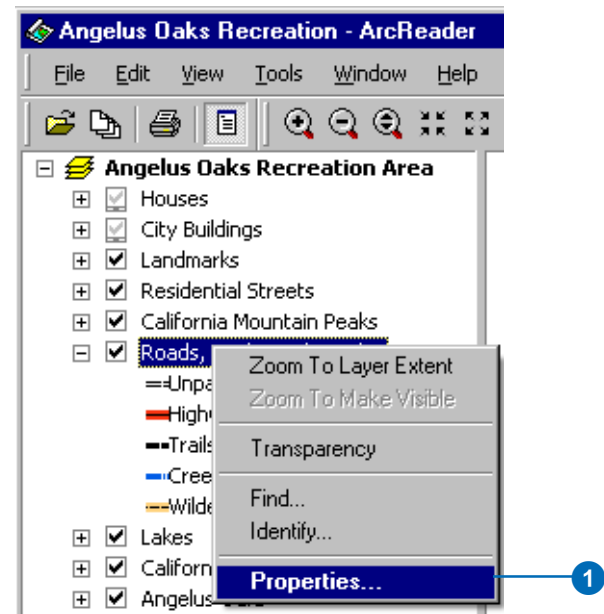 Angelus Oaks Recreation - ArcReader
File Edit View Tools Window Help
Angelus Oaks Recreation Area
Houses
City Buildings
Landmarks
Residential Streets
California Mountain Peaks
Roads,
Zoom To Layer Extent
Zoom To Make Visible
Transparency
Find...
Identify...
Properties...
Lakes
Angelus
1